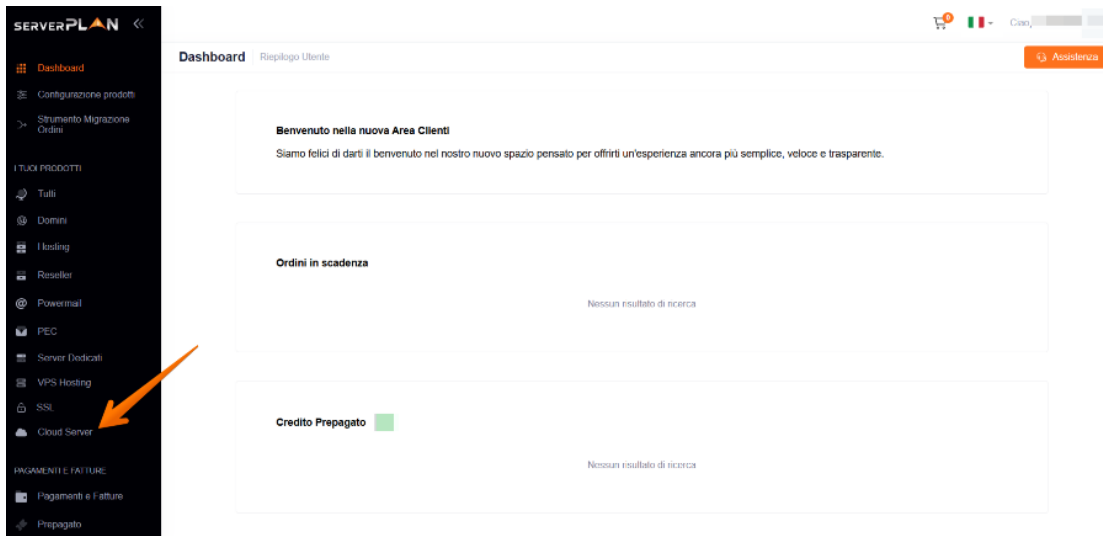 SERVERPLAN
Dashboard
Configurazione prodotti
Strumento Migrazione
Ordini
I TUOI PRODOTTI
Tutti
Domini
Hosting
Reseller
Powermail
PEC
Server Dedicati
VPS Hosting
SSL
Cloud Server
PAGAMENTI E FATTURE
Pagamenti e Fatture
Prepagato
0
Ciao,
Dashboard
Riepilogo Utente
Assistenza
Benvenuto nella nuova Area Clienti
Siamo felici di darti il benvenuto nel nostro nuovo spazio pensato per offrirti un'esperienza ancora più semplice, veloce e trasparente.
Ordini in scadenza
Nessun risultato di ricerca
Credito Prepagato
Nessun risultato di ricerca